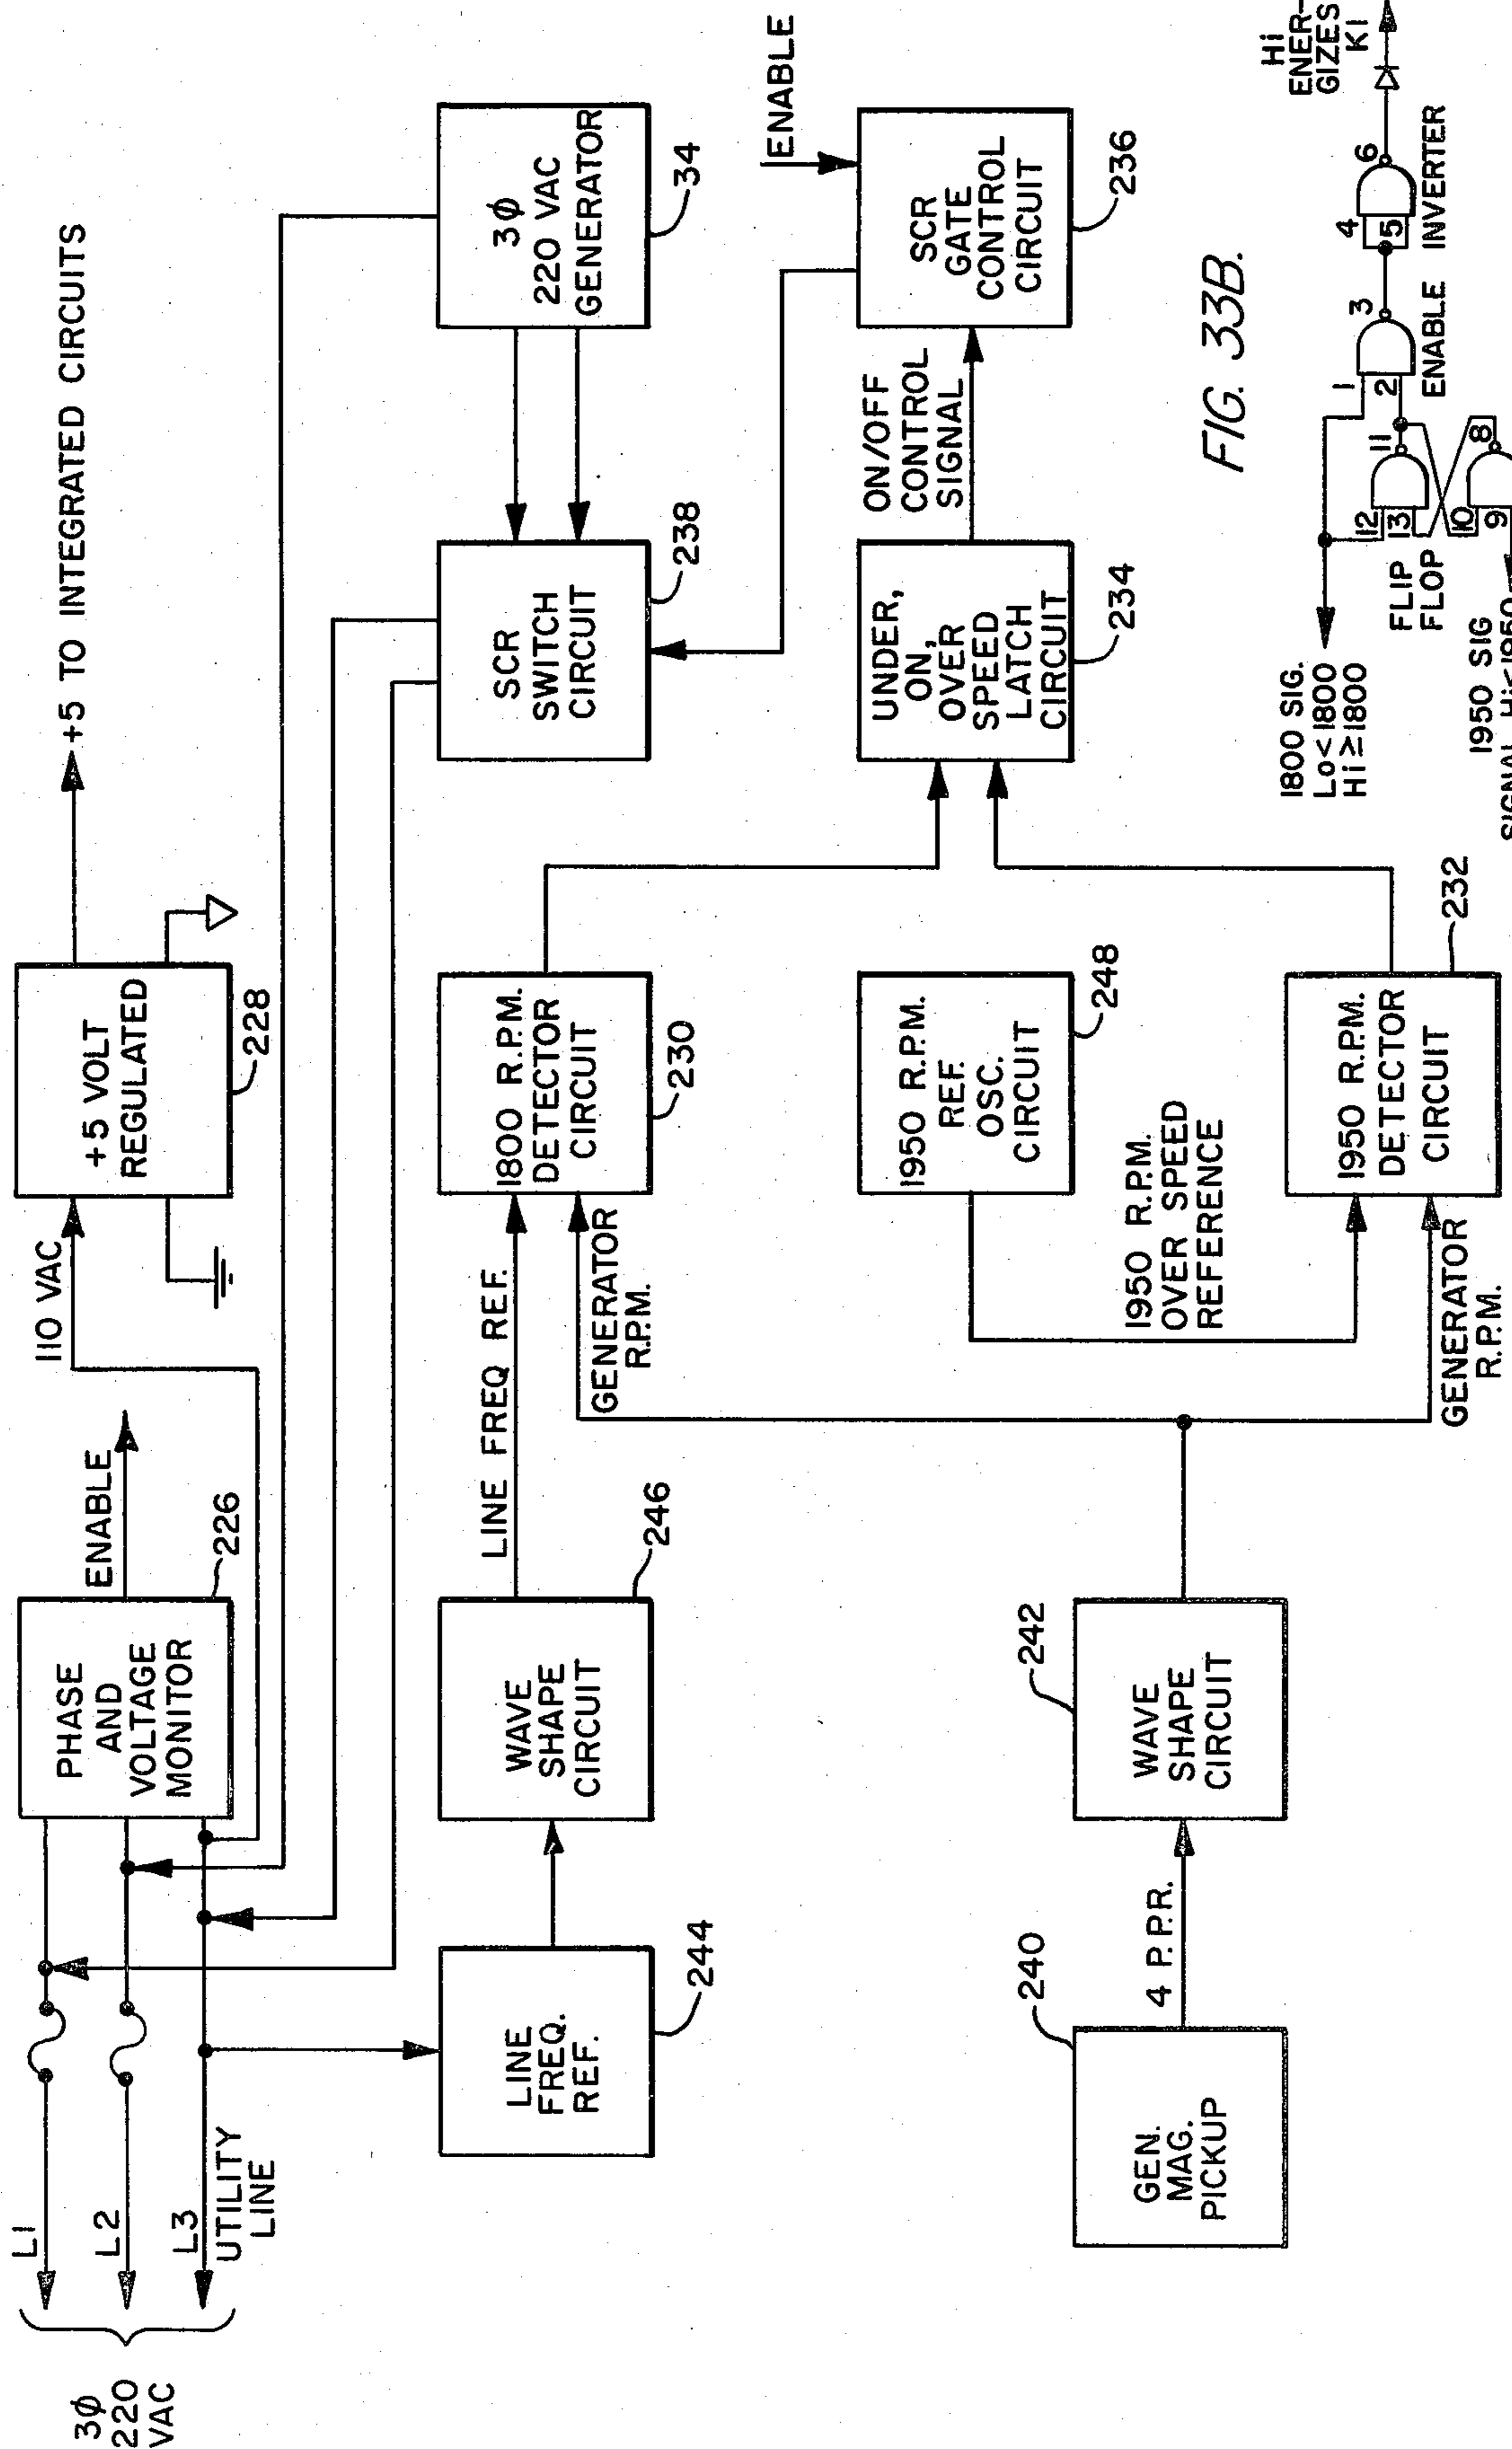 3φ
220
VAC
L1
L2
L3
UTILITY
LINE
PHASE
AND
VOLTAGE
MONITOR
226
ENABLE
110 VAC
+5 VOLT
REGULATED
228
+5 TO INTEGRATED CIRCUITS
LINE
FREQ.
REF.
244
WAVE
SHAPE
CIRCUIT
246
LINE FREQ REF.
GENERATOR
R.P.M.
1800 R.P.M.
DETECTOR
CIRCUIT
230
SCR
SWITCH
CIRCUIT
238
3φ
220 VAC
GENERATOR
34
1950 R.P.M.
REF.
OSC.
CIRCUIT
248
1950 R.P.M.
OVER SPEED
REFERENCE
UNDER,
ON,
OVER
SPEED
LATCH
CIRCUIT
234
ON/OFF
CONTROL
SIGNAL
SCR
GATE
CONTROL
CIRCUIT
236
ENABLE
GEN.
MAG.
PICKUP
240
4 P.P.R.
WAVE
SHAPE
CIRCUIT
242
GENERATOR
R.P.M.
1950 R.P.M.
DETECTOR
CIRCUIT
232
FIG. 33B.
1800 SIG.
Lo<1800
Hi≥1800
FLIP
FLOP
12
13
11
10
9
8
1
2
3
ENABLE
4
5
6
INVERTER
Hi
ENER-
GIZES
K1
1950 SIG
SIGNAL Hi<1950